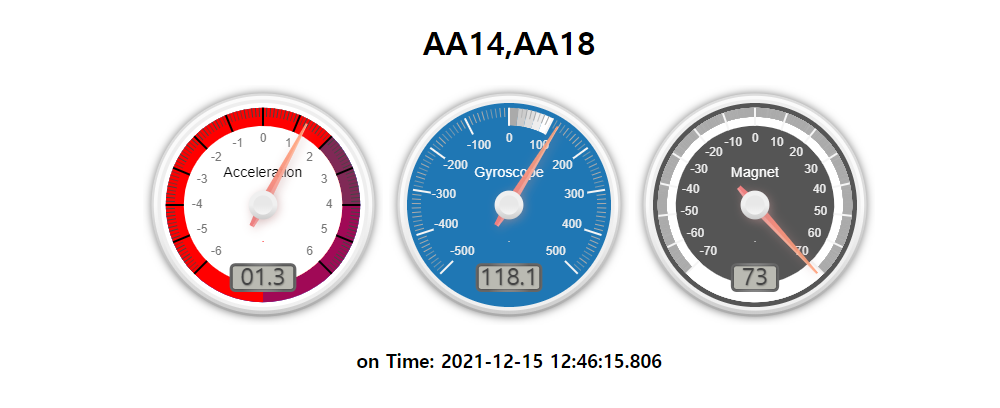 AA14,AA18
-6 -5 -4 -3 -2 -1 0 1 2 3 4 5 6
Acceleration
01.3
-500 -400 -300 -200 -100 0 100 200 300 400 500
Gyroscope
118.1
-70 -60 -50 -40 -30 -20 -10 0 10 20 30 40 50 60 70
Magnet
73
on Time: 2021-12-15 12:46:15.806